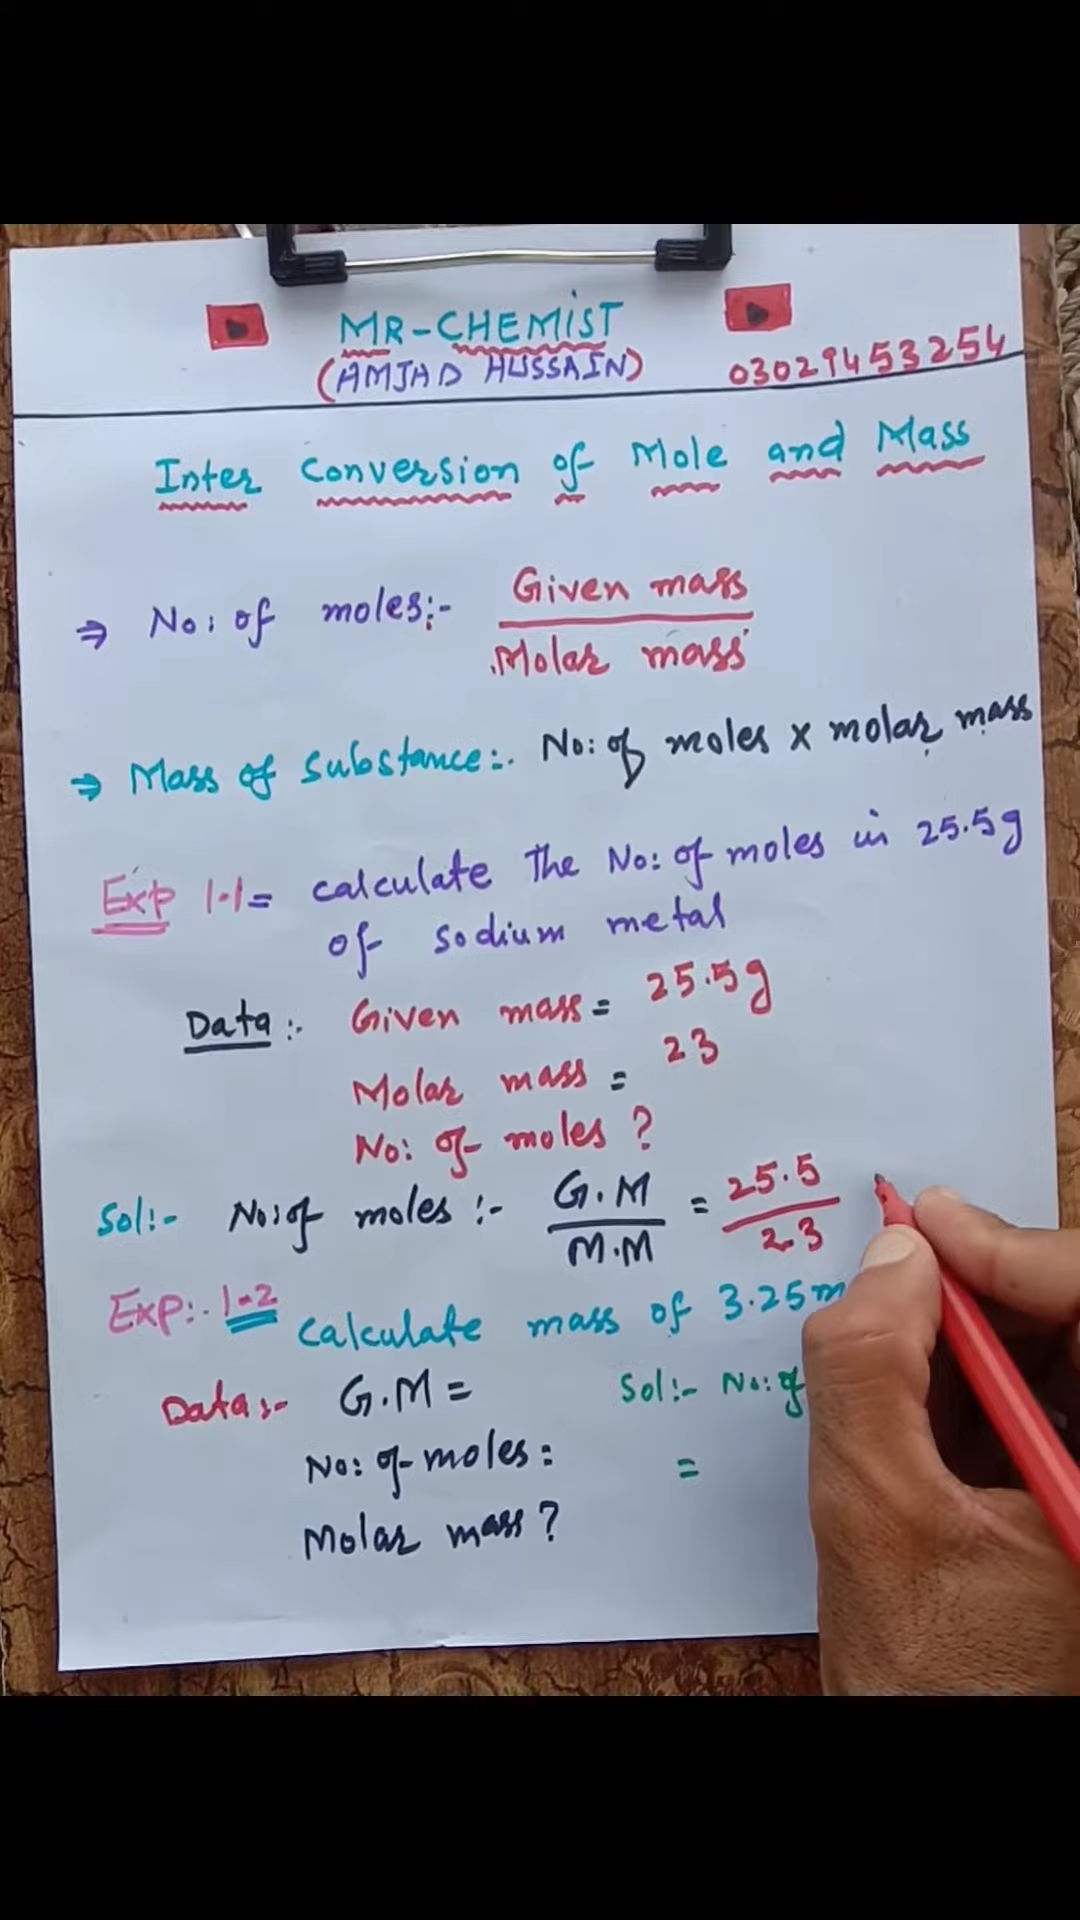 MR-CHEMIST
(AMJAD HUSSAIN) 03029453254
Inter Conversion of Mole and Mass
⇒ No: of moles:- Given mass
Molar mass
⇒ Mass of substance:. No: of moles x molar mass
Exp 1.1 = calculate the No: of moles in 25.5g
of sodium metal
Data:. Given mass = 25.5g
Molar mass = 23
No: of moles ?
Sol:- No: of moles :- G.M = 25.5
M.M 23
Exp:. 1.2 calculate mass of 3.25m
Data:- G.M = Sol:- No: of
No: of moles: =
Molar mass ?